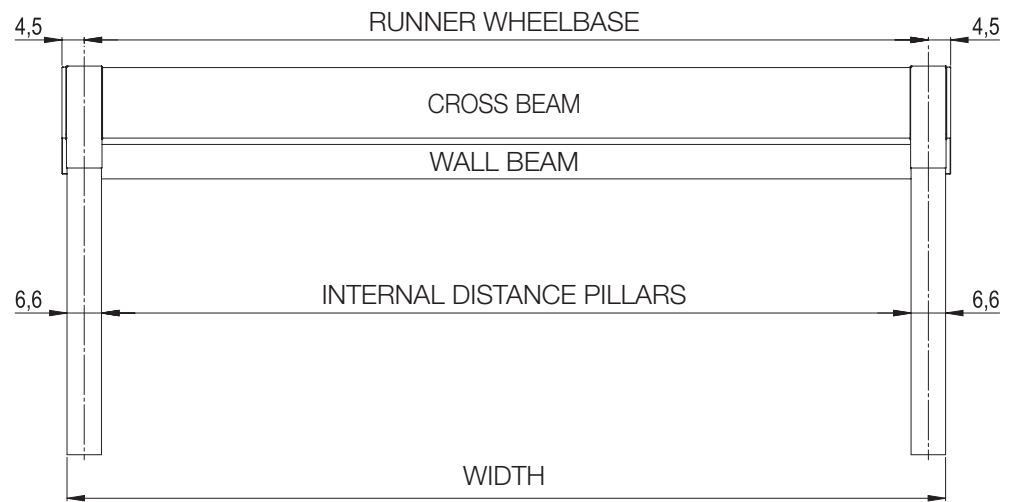 RUNNER WHEELBASE
4,5
4,5
CROSS BEAM
WALL BEAM
INTERNAL DISTANCE PILLARS
6,6
6,6
WIDTH